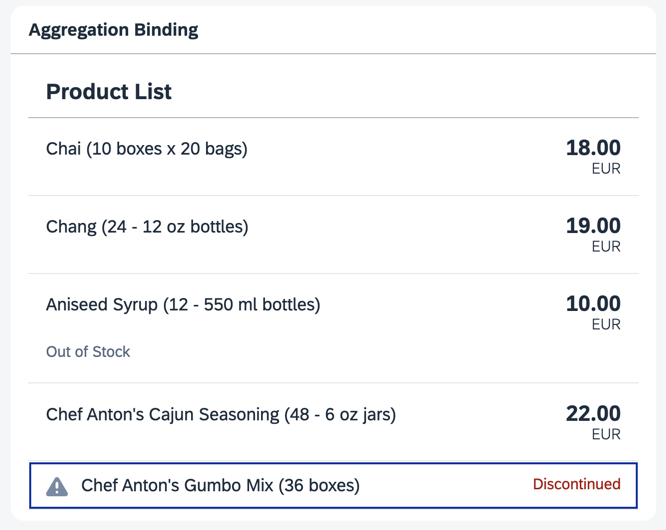 Aggregation Binding
Product List
Chai (10 boxes x 20 bags)
18.00
EUR
Chang (24 - 12 oz bottles)
19.00
EUR
Aniseed Syrup (12 - 550 ml bottles)
10.00
EUR
Out of Stock
Chef Anton's Cajun Seasoning (48 - 6 oz jars)
22.00
EUR
Chef Anton's Gumbo Mix (36 boxes)
Discontinued